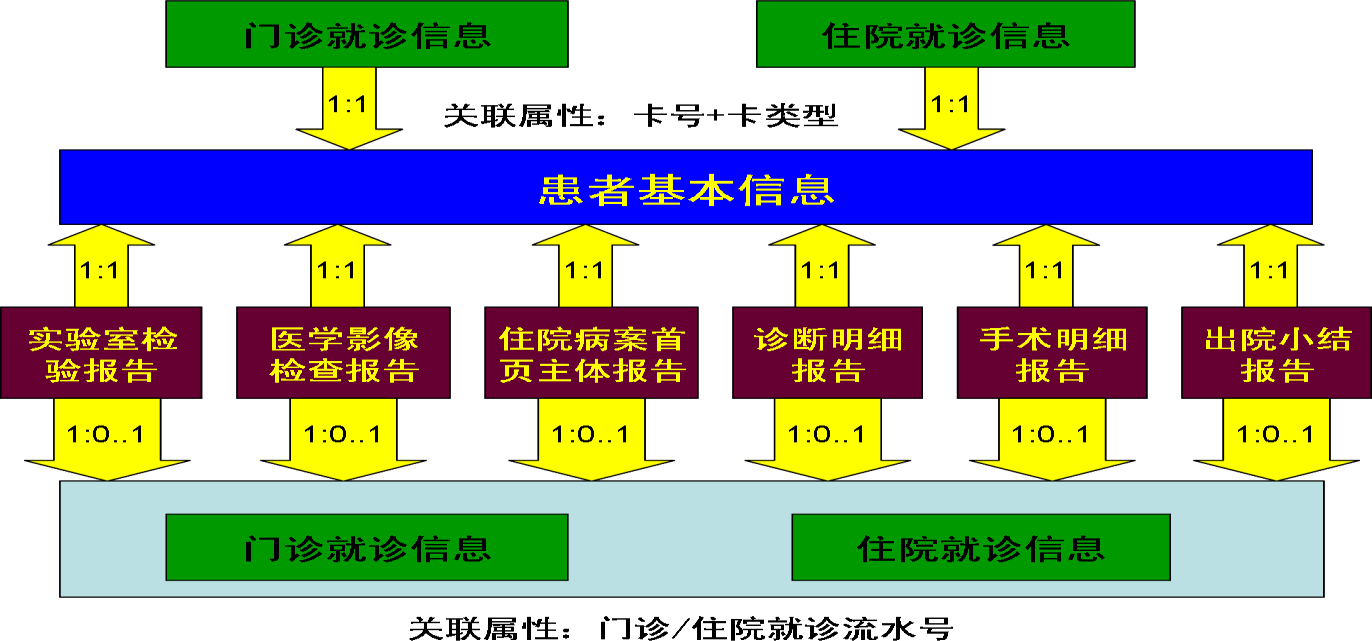 门诊就诊信息
住院就诊信息
1:1
关联属性：卡号+卡类型
1:1
患者基本信息
1:1
1:1
1:1
1:1
1:1
1:1
实验室检
验报告
医学影像
检查报告
住院病案首
页主体报告
诊断明细
报告
手术明细
报告
出院小结
报告
1:0..1
1:0..1
1:0..1
1:0..1
1:0..1
1:0..1
门诊就诊信息
住院就诊信息
关联属性：门诊/住院就诊流水号